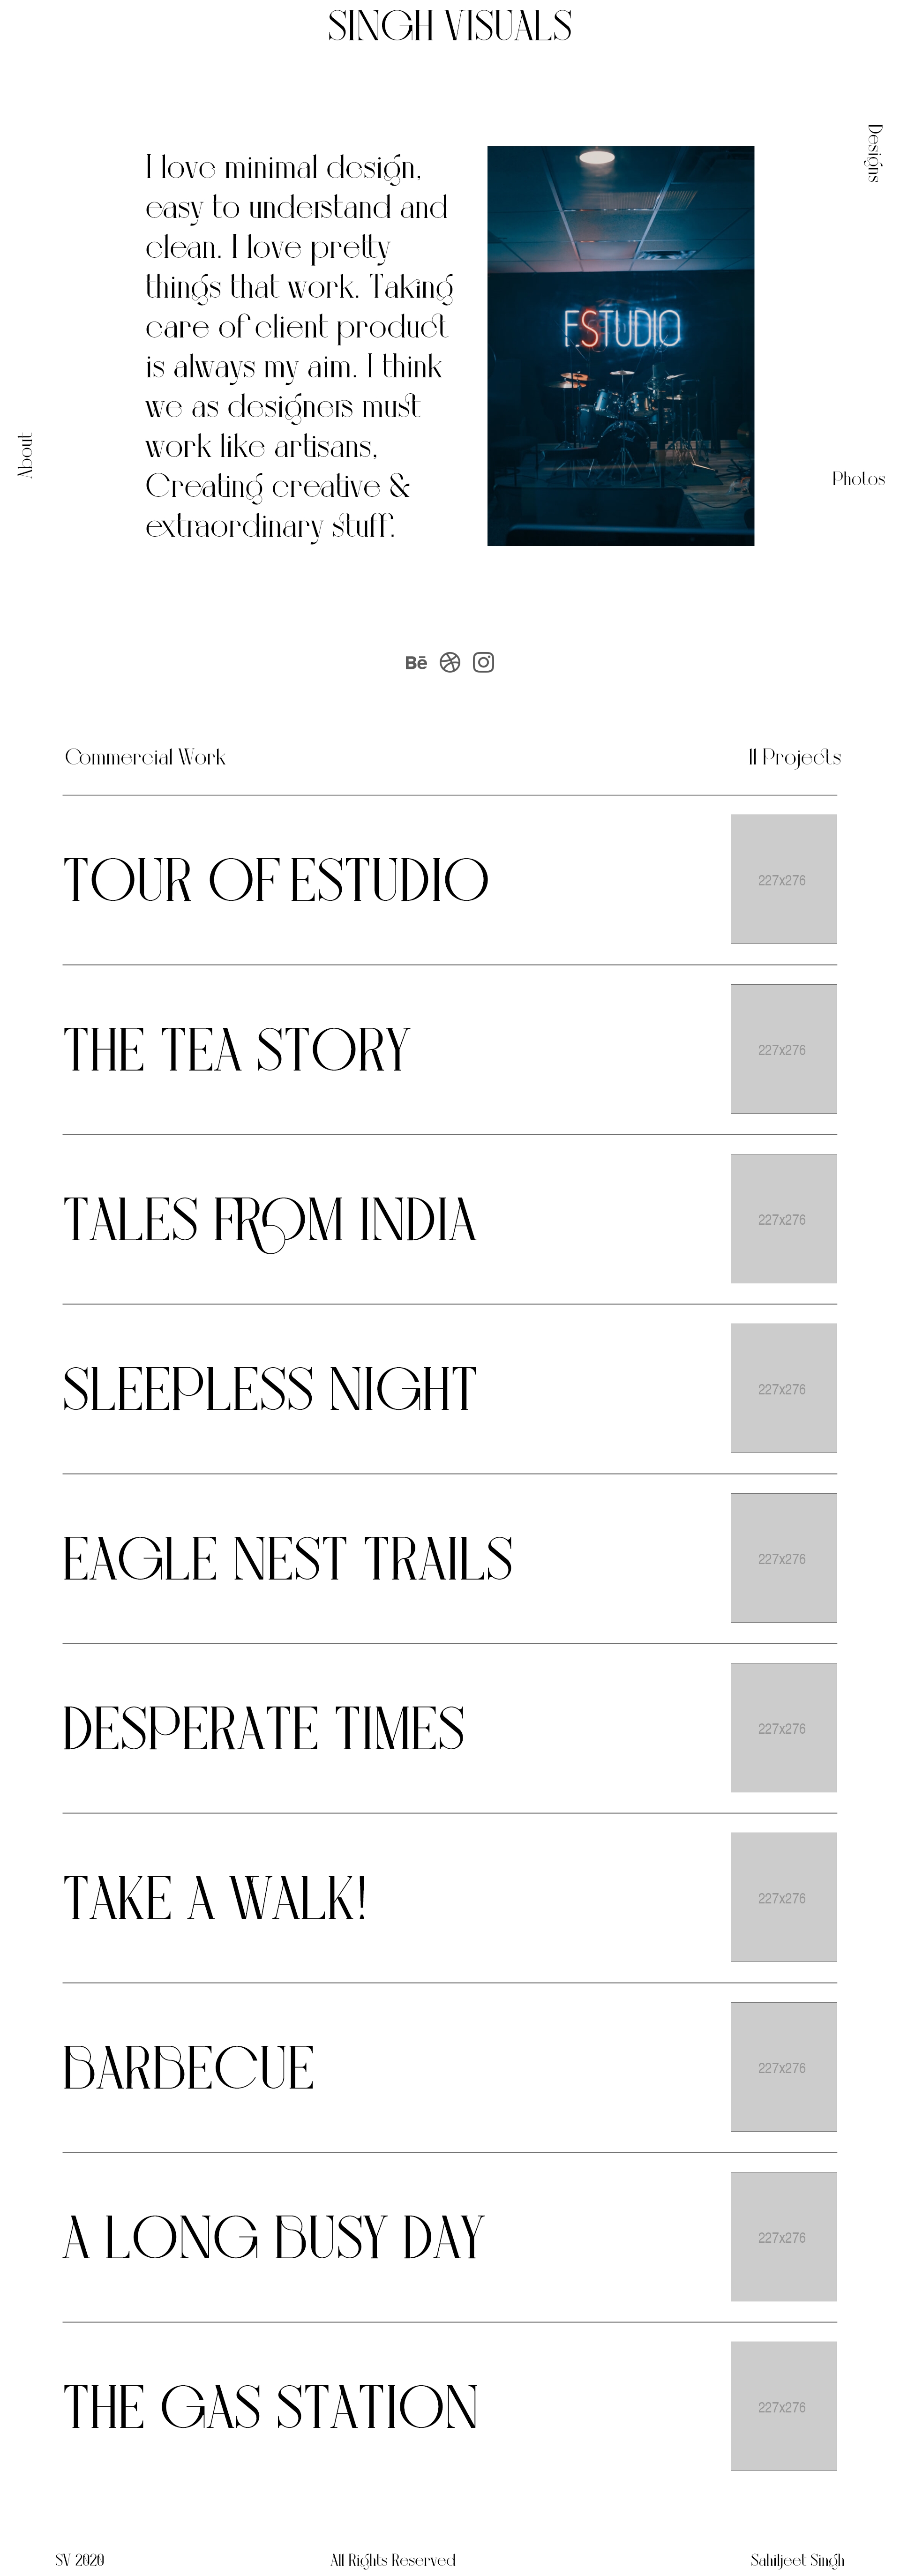 SINGH VISUALS
Designs
I love minimal design,
easy to understand and
clean. I love pretty
things that work. Taking
care of client product
is always my aim. I think
we as designers must
work like artisans,
Creating creative &
extraordinary stuff.
ESTUDIO
About
Photos
Bē
Commercial Work
11 Projects
TOUR OF ESTUDIO
227x276
THE TEA STORY
227x276
TALES FROM INDIA
227x276
SLEEPLESS NIGHT
227x276
EAGLE NEST TRAILS
227x276
DESPERATE TIMES
227x276
TAKE A WALK!
227x276
BARBECUE
227x276
A LONG BUSY DAY
227x276
THE GAS STATION
227x276
SV 2020
All Rights Reserved
Sahiljeet Singh